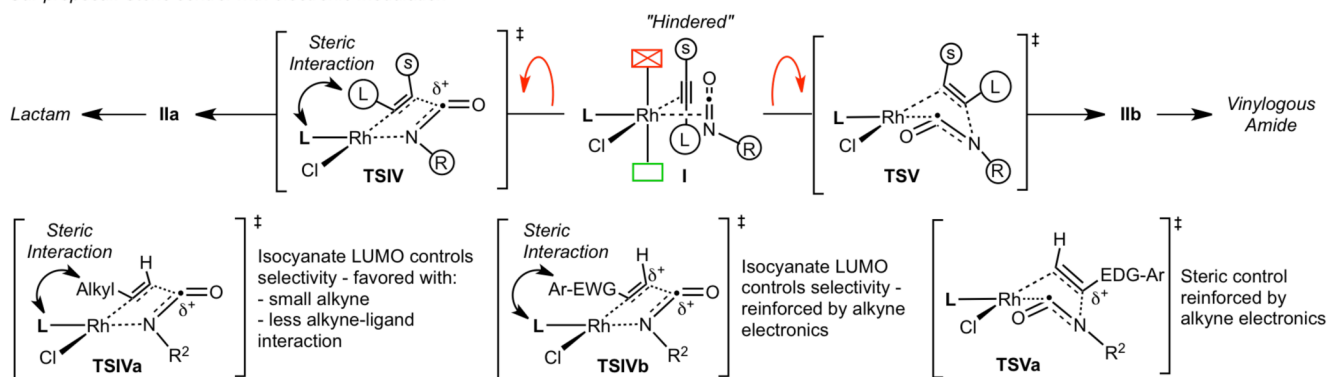 "Hindered"
Steric
Interaction
‡
S
L
δ+
O
L
Rh
N
Cl
R
TSIV
Lactam
IIa
S
O
L
Rh
N
Cl
L
R
I
‡
S
L
L
Rh
O
Cl
N
R
TSV
IIb
Vinylogous
Amide
Steric
Interaction
‡
H
Alkyl
O
δ+
L
Rh
N
Cl
R2
TSIVa
Isocyanate LUMO controls
selectivity - favored with:
- small alkyne
- less alkyne-ligand
interaction
Steric
Interaction
‡
H
δ+
Ar-EWG
O
δ+
L
Rh
N
Cl
R2
TSIVb
Isocyanate LUMO
controls selectivity -
reinforced by alkyne
electronics
‡
H
EDG-Ar
δ+
L
Rh
Cl
O
N
R2
TSVa
Steric control
reinforced by
alkyne electronics